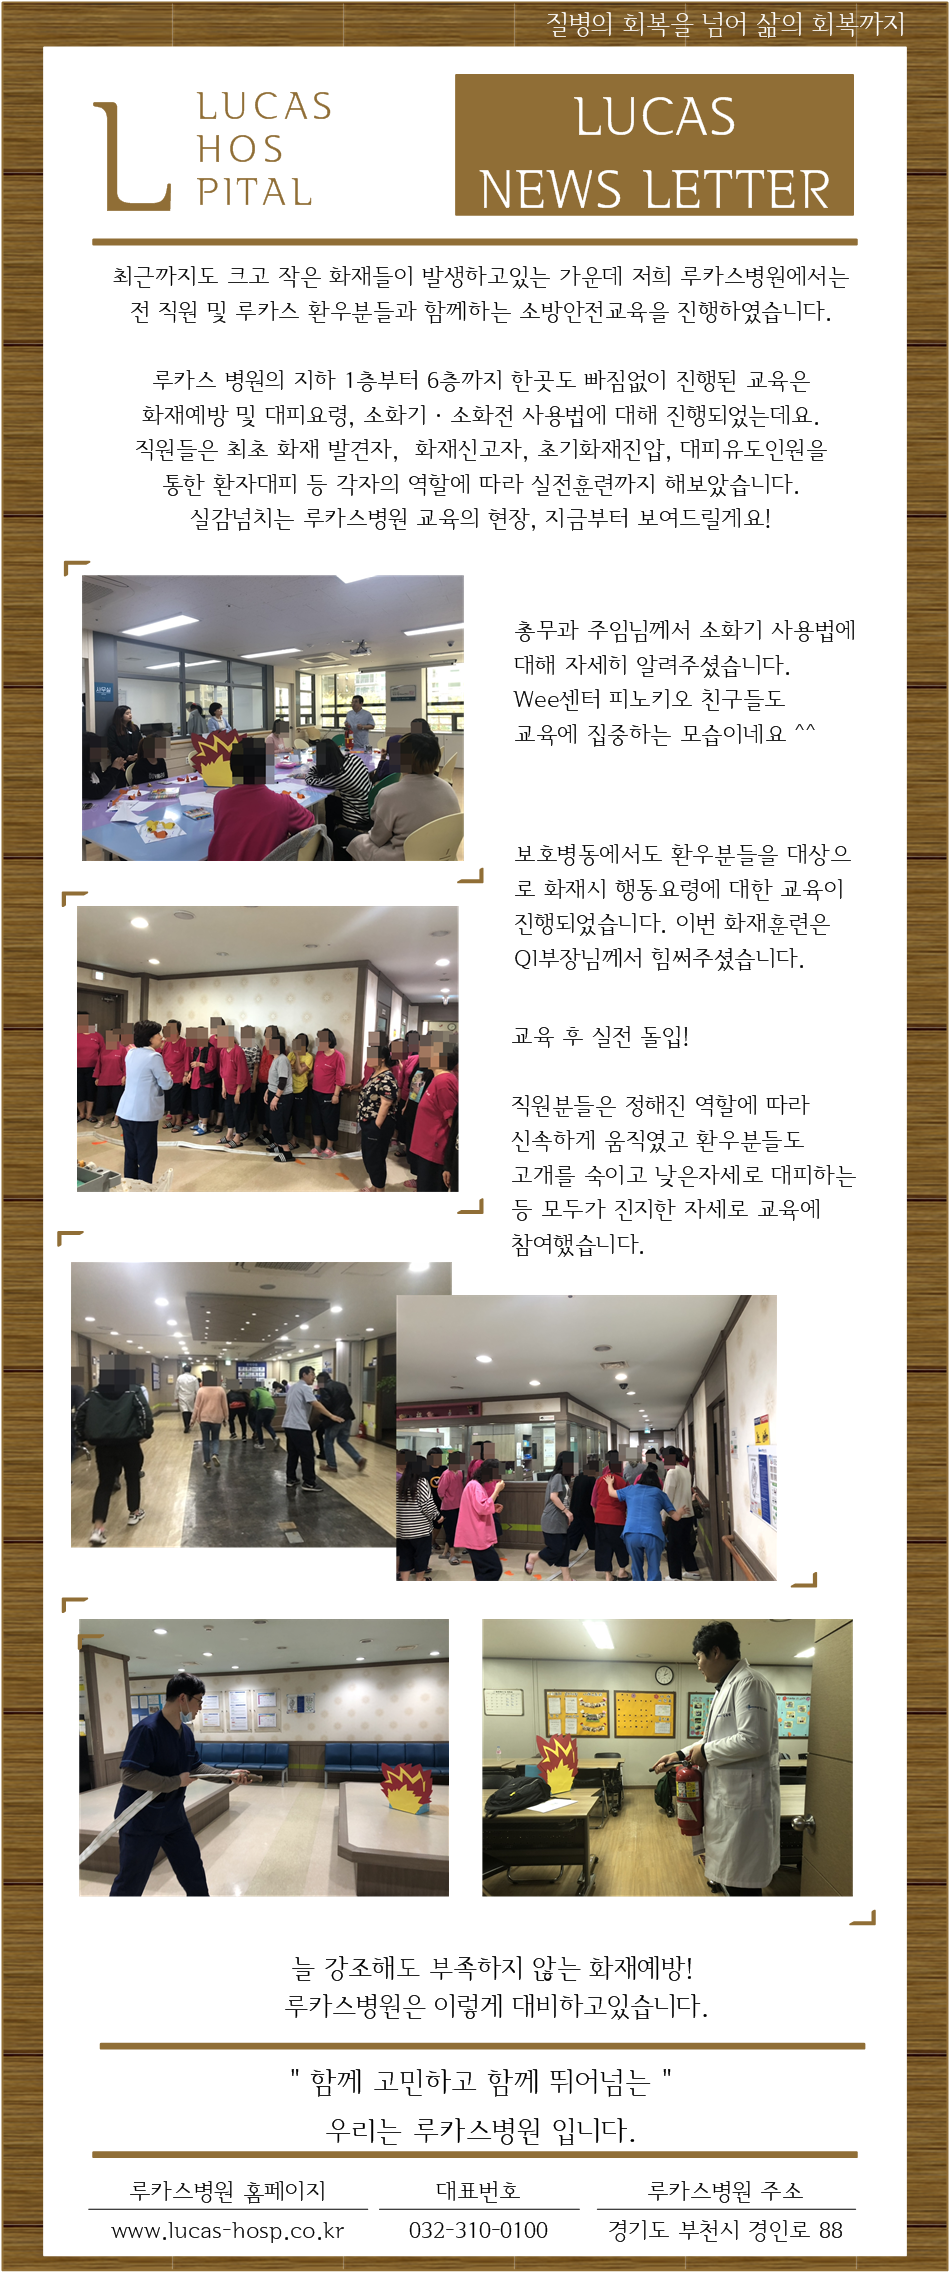 질병의 회복을 넘어 삶의 회복까지
L
LUCAS
HOS
PITAL
LUCAS
NEWS LETTER
최근까지도 크고 작은 화재들이 발생하고있는 가운데 저희 루카스병원에서는
전 직원 및 루카스 환우분들과 함께하는 소방안전교육을 진행하였습니다.
루카스 병원의 지하 1층부터 6층까지 한곳도 빠짐없이 진행된 교육은
화재예방 및 대피요령, 소화기 · 소화전 사용법에 대해 진행되었는데요.
직원들은 최초 화재 발견자, 화재신고자, 초기화재진압, 대피유도인원을
통한 환자대피 등 각자의 역할에 따라 실전훈련까지 해보았습니다.
실감넘치는 루카스병원 교육의 현장, 지금부터 보여드릴게요!
사무실
총무과 주임님께서 소화기 사용법에
대해 자세히 알려주셨습니다.
Wee센터 피노키오 친구들도
교육에 집중하는 모습이네요 ^^
보호병동에서도 환우분들을 대상으
로 화재시 행동요령에 대한 교육이
진행되었습니다. 이번 화재훈련은
QI부장님께서 힘써주셨습니다.
교육 후 실전 돌입!
직원분들은 정해진 역할에 따라
신속하게 움직였고 환우분들도
고개를 숙이고 낮은자세로 대피하는
등 모두가 진지한 자세로 교육에
참여했습니다.
늘 강조해도 부족하지 않는 화재예방!
루카스병원은 이렇게 대비하고있습니다.
" 함께 고민하고 함께 뛰어넘는 "
우리는 루카스병원 입니다.
루카스병원 홈페이지
www.lucas-hosp.co.kr
대표번호
032-310-0100
루카스병원 주소
경기도 부천시 경인로 88